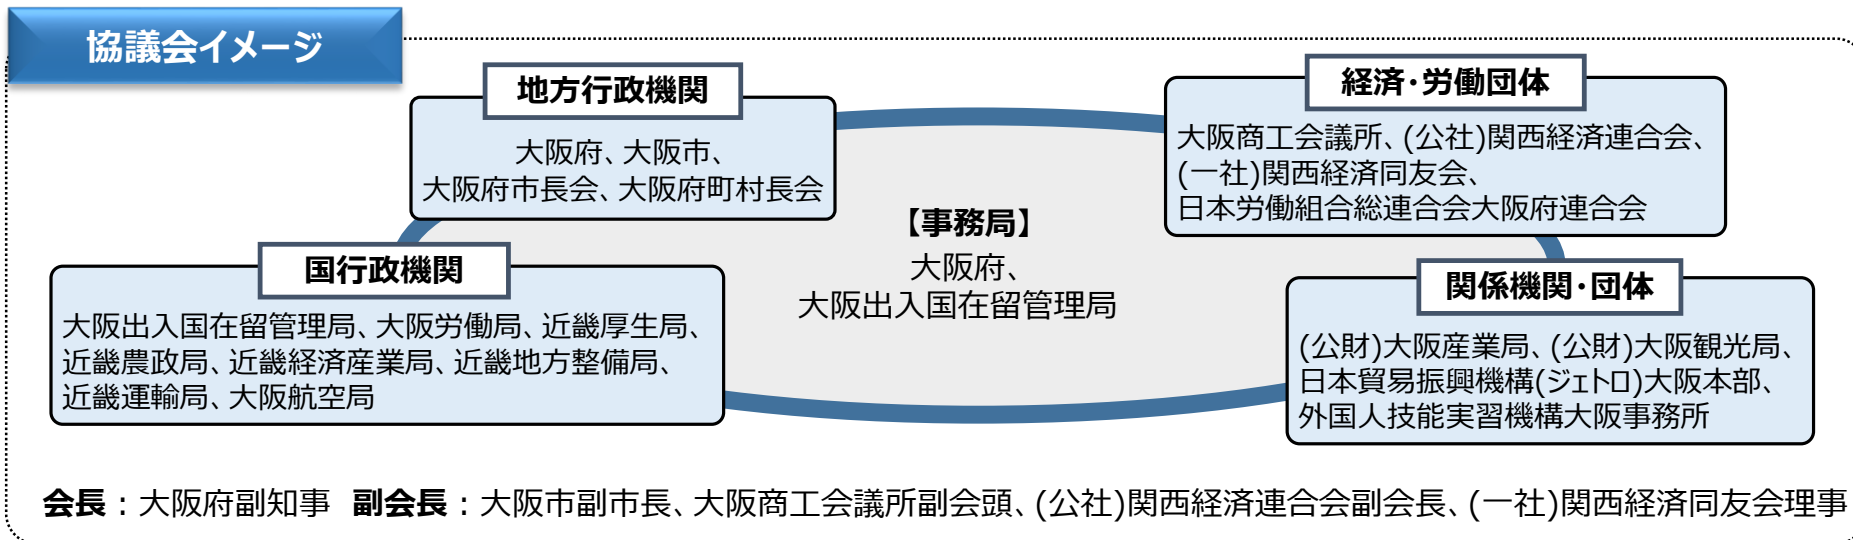 協議会イメージ
地方行政機関
大阪府、大阪市、
大阪府市長会、大阪府町村長会
経済・労働団体
大阪商工会議所、(公社)関西経済連合会、
(一社)関西経済同友会、
日本労働組合総連合会大阪府連合会
【事務局】
大阪府、
大阪出入国在留管理局
国行政機関
大阪出入国在留管理局、大阪労働局、近畿厚生局、
近畿農政局、近畿経済産業局、近畿地方整備局、
近畿運輸局、大阪航空局
関係機関・団体
(公財)大阪産業局、(公財)大阪観光局、
日本貿易振興機構(ｼﾞｪﾄﾛ)大阪本部、
外国人技能実習機構大阪事務所
会長：大阪府副知事 副会長：大阪市副市長、大阪商工会議所副会頭、(公社)関西経済連合会副会長、(一社)関西経済同友会理事